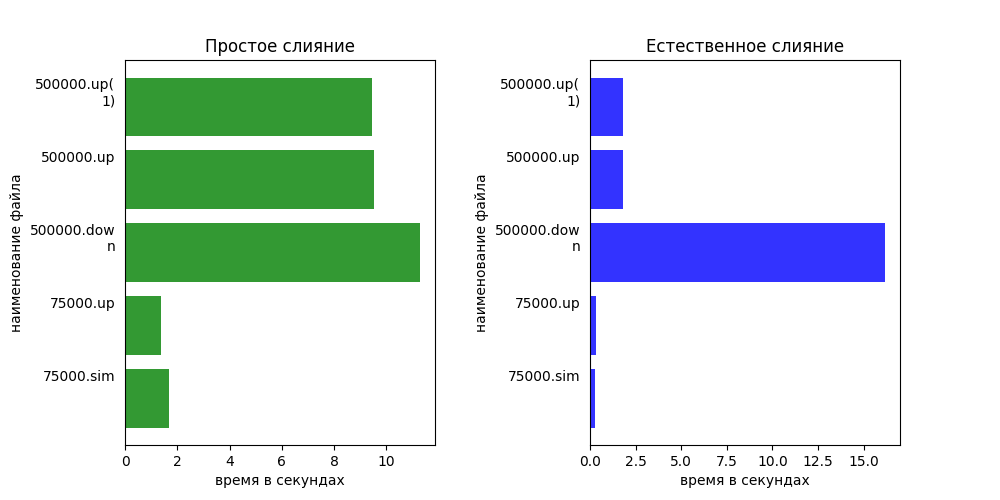 Простое слияние
наименование файла
500000.up(
1)
500000.up
500000.dow
n
75000.up
75000.sim
0 2 4 6 8 10
время в секундах
Естественное слияние
наименование файла
500000.up(
1)
500000.up
500000.dow
n
75000.up
75000.sim
0.0 2.5 5.0 7.5 10.0 12.5 15.0
время в секундах